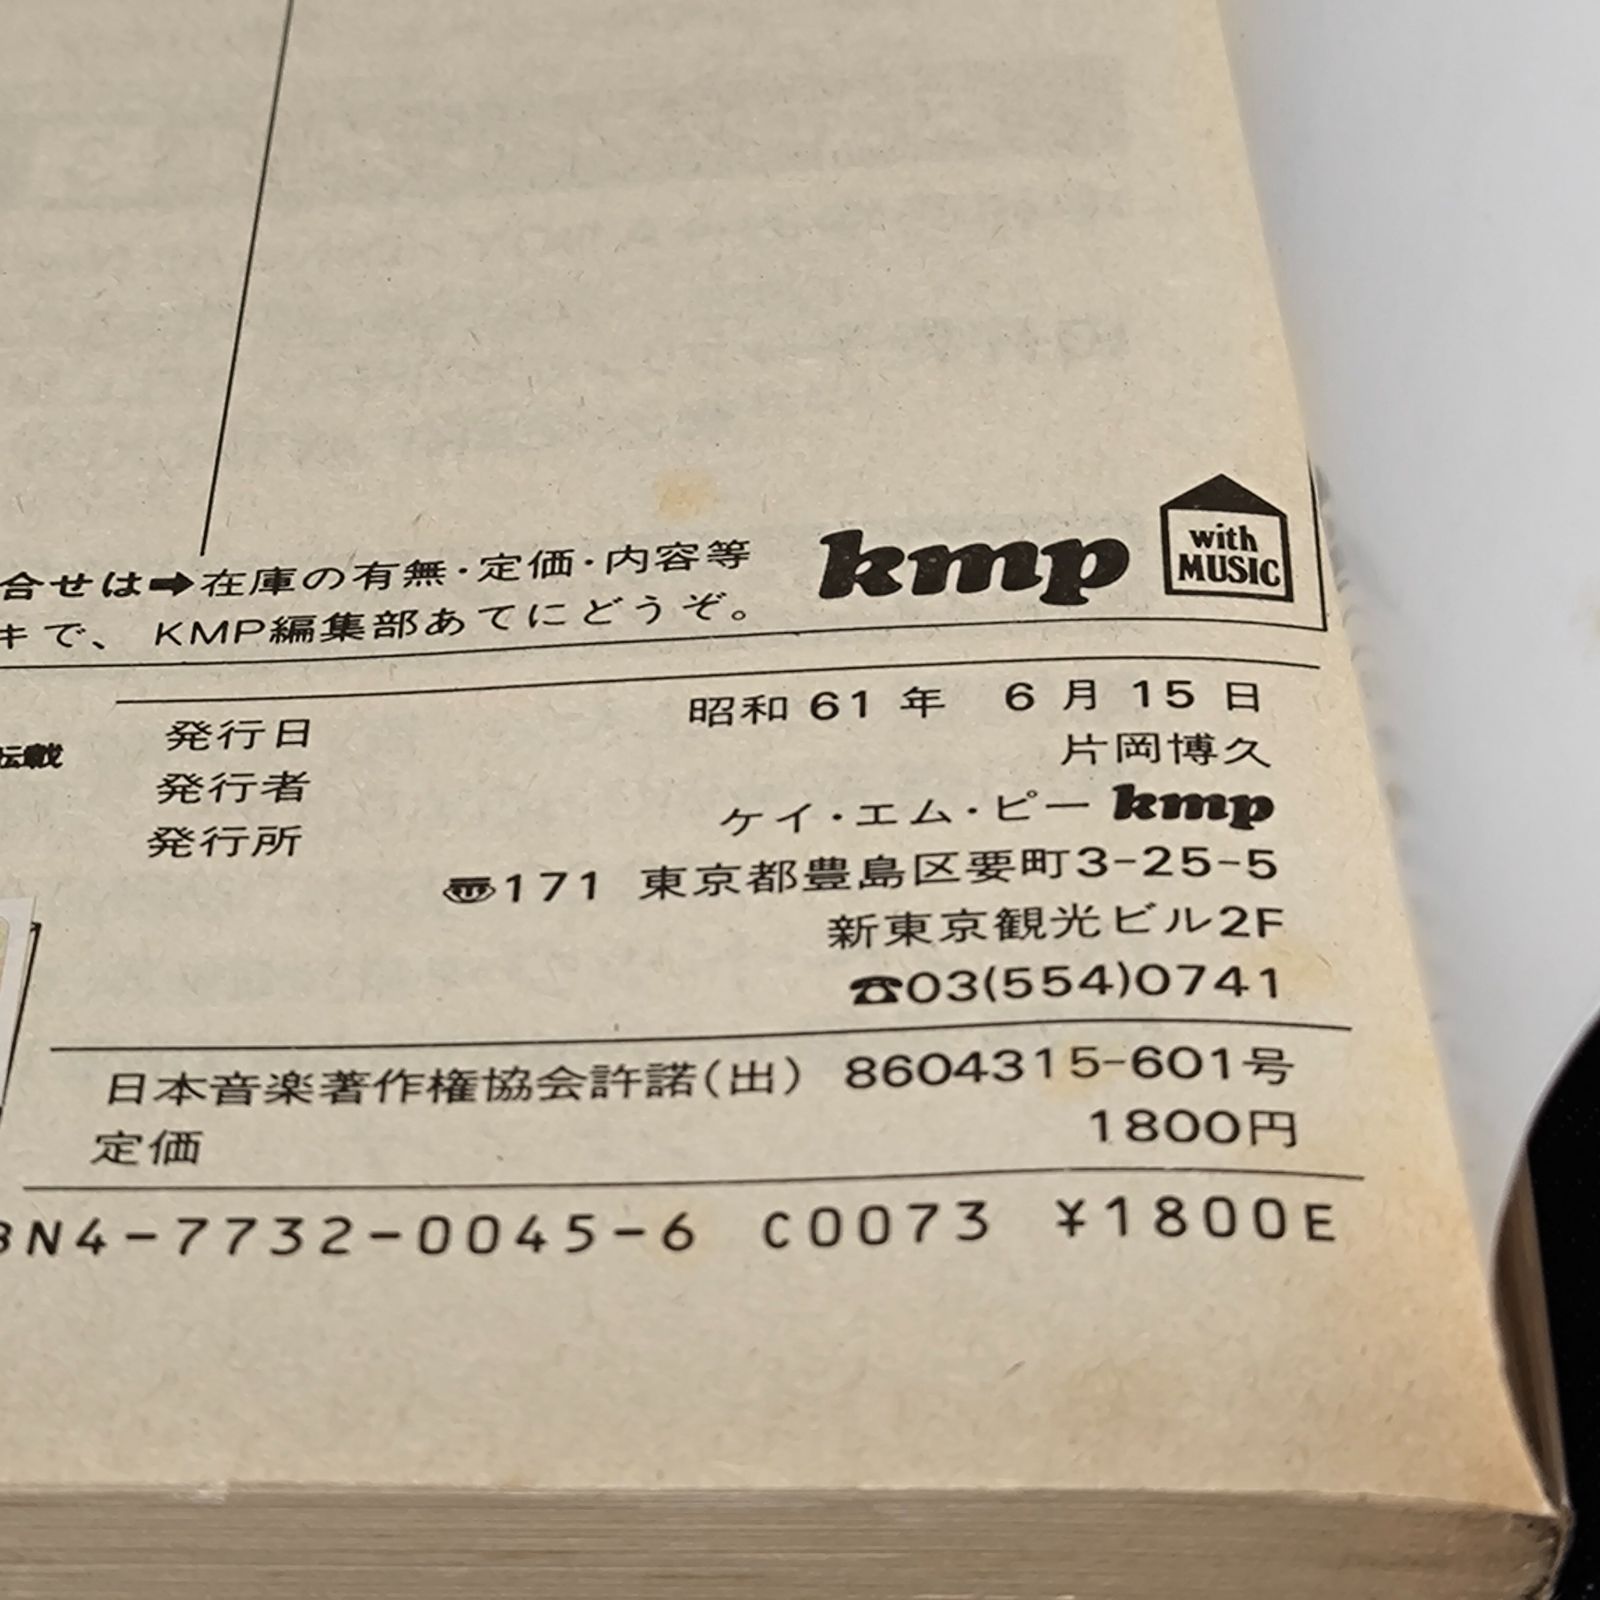 合せは➡在庫の有無・定価・内容等
キで、 KMP編集部あてにどうぞ。
kmp
with
MUSIC
転載
発行日 昭和61年 6月15日
発行者 片岡博久
発行所 ケイ・エム・ピー kmp
〠171 東京都豊島区要町3-25-5
新東京観光ビル2F
☎03(554)0741
日本音楽著作権協会許諾(出) 8604315-601号
定価 1800円
BN4-7732-0045-6 C0073 ¥1800E